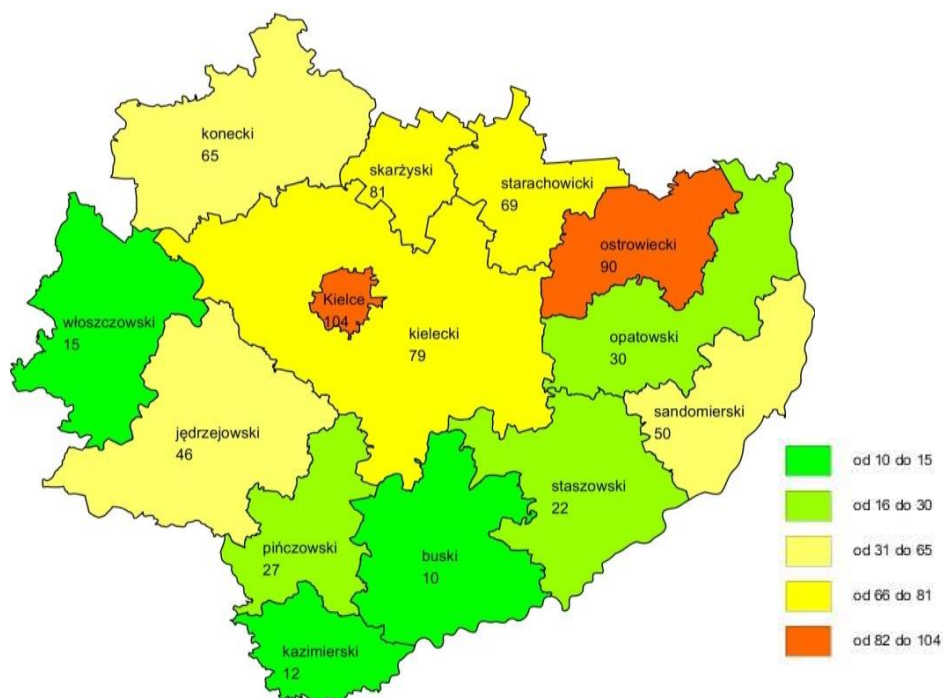 konecki
65
skarżyski
81
starachowicki
69
ostrowiecki
90
Kielce
104
włoszczowski
15
kielecki
79
opatowski
30
sandomierski
50
jędrzejowski
46
staszowski
22
pińczowski
27
buski
10
kazimierski
12
od 10 do 15
od 16 do 30
od 31 do 65
od 66 do 81
od 82 do 104